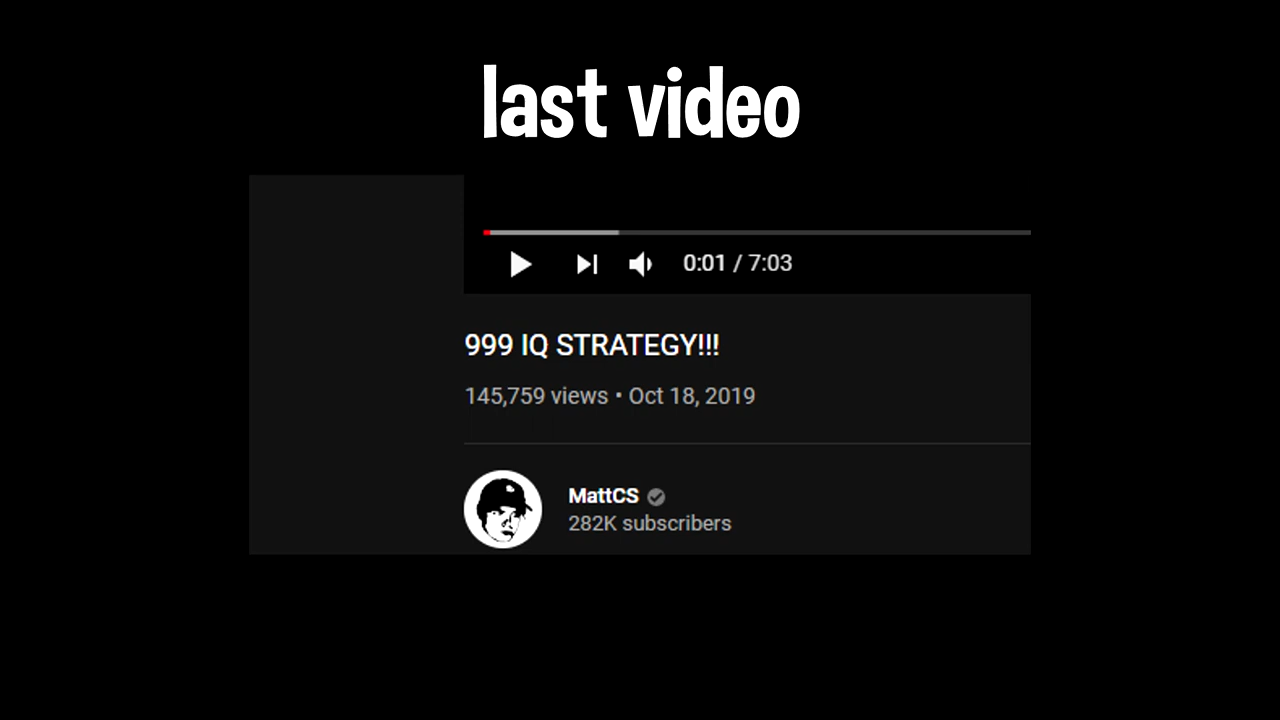 last video
0:01 / 7:03
999 IQ STRATEGY!!!
145,759 views • Oct 18, 2019
MattCS
282K subscribers